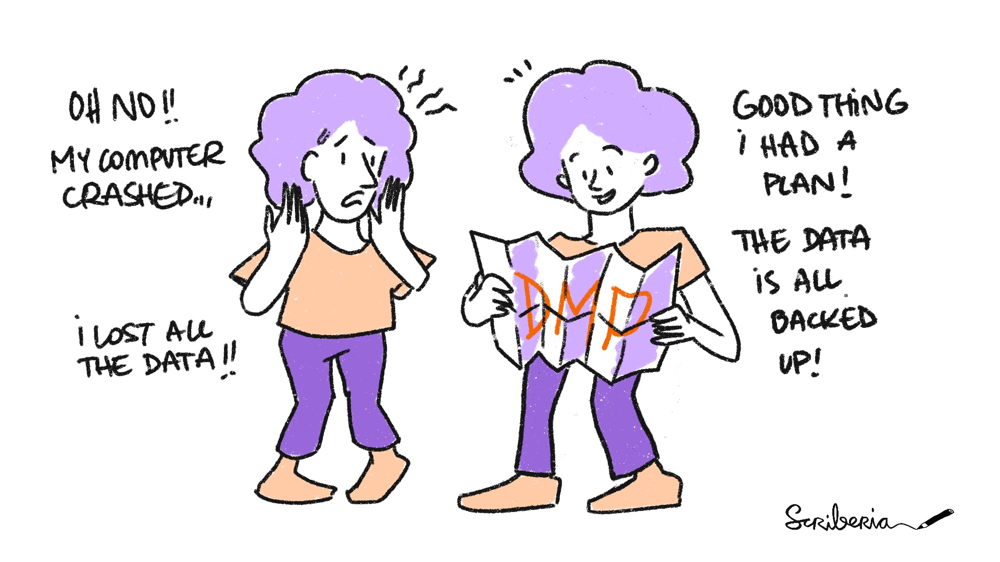 OH NO!!
MY COMPUTER
CRASHED...
I LOST ALL
THE DATA!!
DMP
GOOD THING
I HAD A
PLAN!
THE DATA
IS ALL
BACKED
UP!
Scriberia